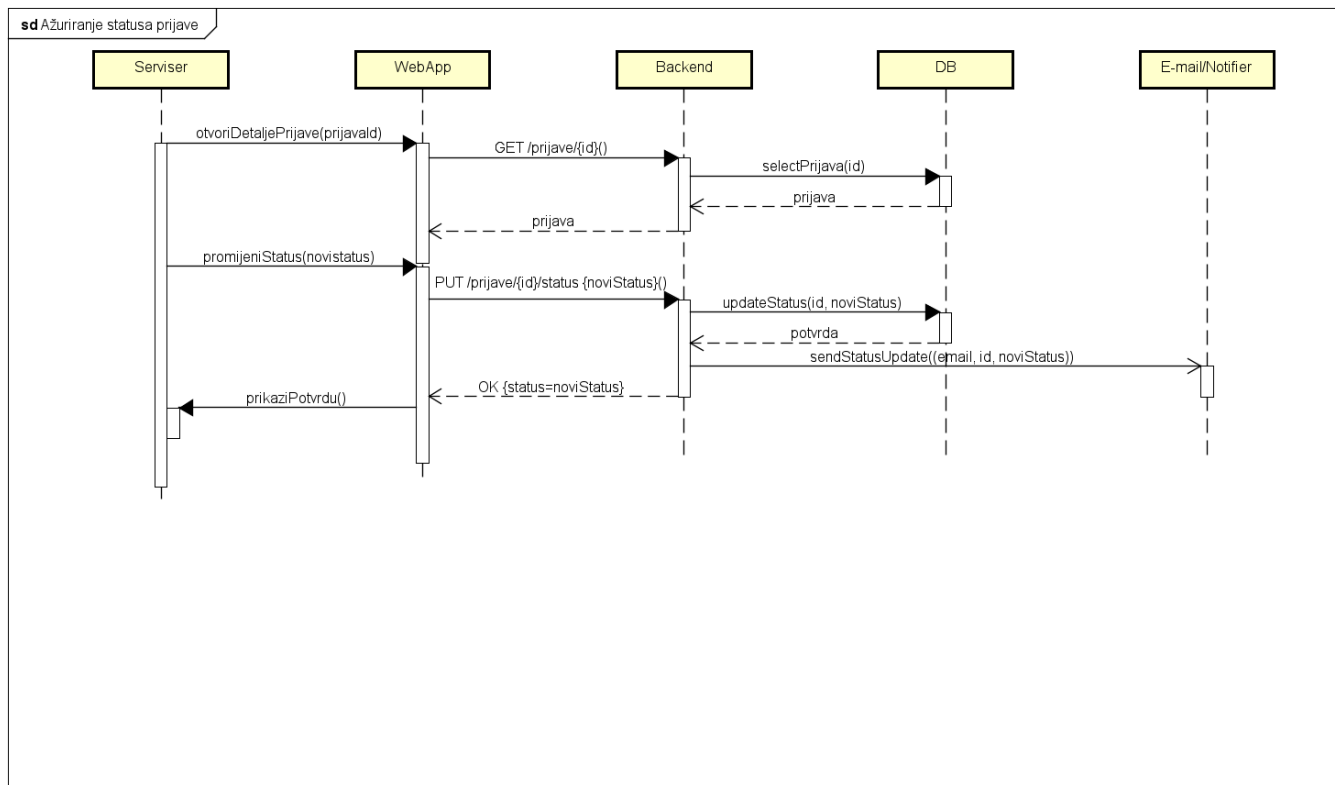 sd Ažuriranje statusa prijave
Serviser
WebApp
Backend
DB
E-mail/Notifier
otvoriDetaljePrijave(prijavaId)
GET /prijave/{id}()
selectPrijava(id)
prijava
prijava
promijeniStatus(novistatus)
PUT /prijave/{id}/status {noviStatus}()
updateStatus(id, noviStatus)
potvrda
sendStatusUpdate((email, id, noviStatus))
OK {status=noviStatus}
prikaziPotvrdu()